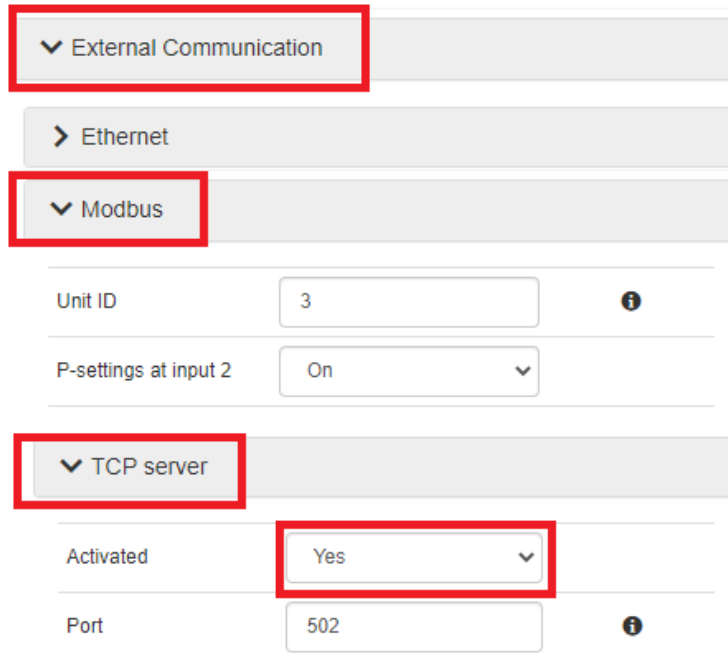 External Communication
Ethernet
Modbus
Unit ID 3
P-settings at input 2 On
TCP server
Activated Yes
Port 502